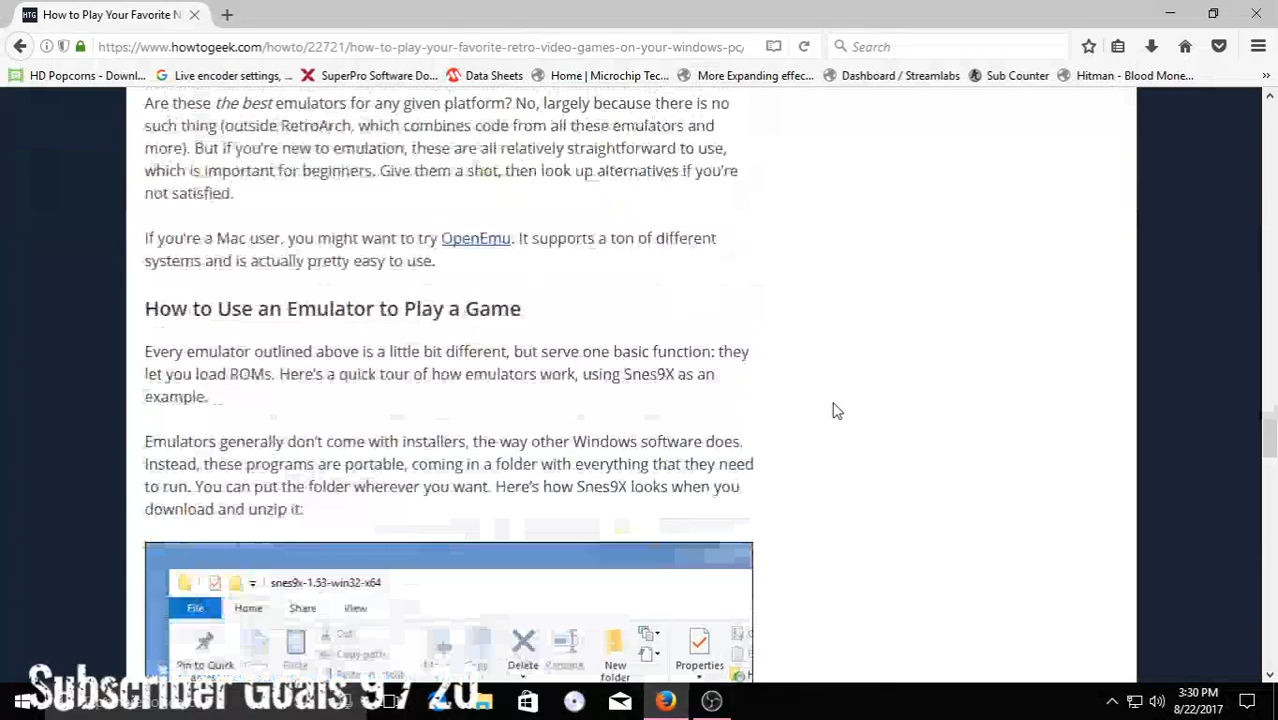 How to Play Your Favorite N
https://www.howtogeek.com/howto/22721/how-to-play-your-favorite-retro-video-games-on-your-windows-pc/
Search
HD Popcorns - Downl...
Live encoder settings, ...
SuperPro Software Do...
Data Sheets
Home | Microchip Tec...
More Expanding effec...
Dashboard / Streamlabs
Sub Counter
Hitman - Blood Mone...
Are these the best emulators for any given platform? No, largely because there is no
such thing (outside RetroArch, which combines code from all these emulators and
more). But if you're new to emulation, these are all relatively straightforward to use,
which is important for beginners. Give them a shot, then look up alternatives if you're
not satisfied.
If you're a Mac user, you might want to try OpenEmu. It supports a ton of different
systems and is actually pretty easy to use.
How to Use an Emulator to Play a Game
Every emulator outlined above is a little bit different, but serve one basic function: they
let you load ROMs. Here's a quick tour of how emulators work, using Snes9X as an
example.
Emulators generally don't come with installers, the way other Windows software does.
Instead, these programs are portable, coming in a folder with everything that they need
to run. You can put the folder wherever you want. Here's how Snes9X looks when you
download and unzip it:
snes9x-1.53-win32-x64
File Home Share View
Cut
Copy path
Pin to Quick
Paste
Copy
Delete
Rename
New
folder
Properties
Subscriber Goals 9 / 20
3:30 PM
8/22/2017